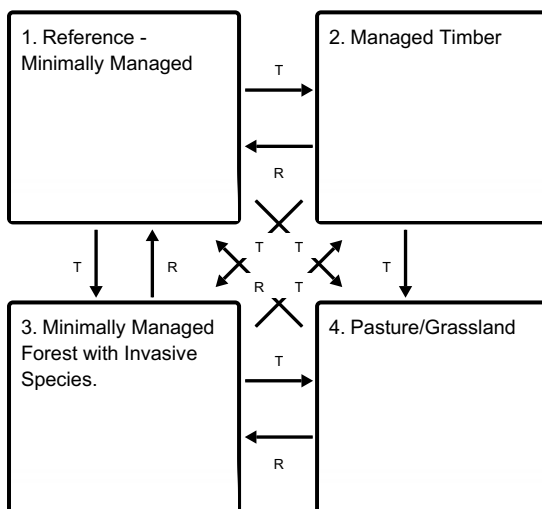 1. Reference -
Minimally Managed
2. Managed Timber
T
R
T
R
T
T
R
T
T
3. Minimally Managed
Forest with Invasive
Species.
4. Pasture/Grassland
T
R